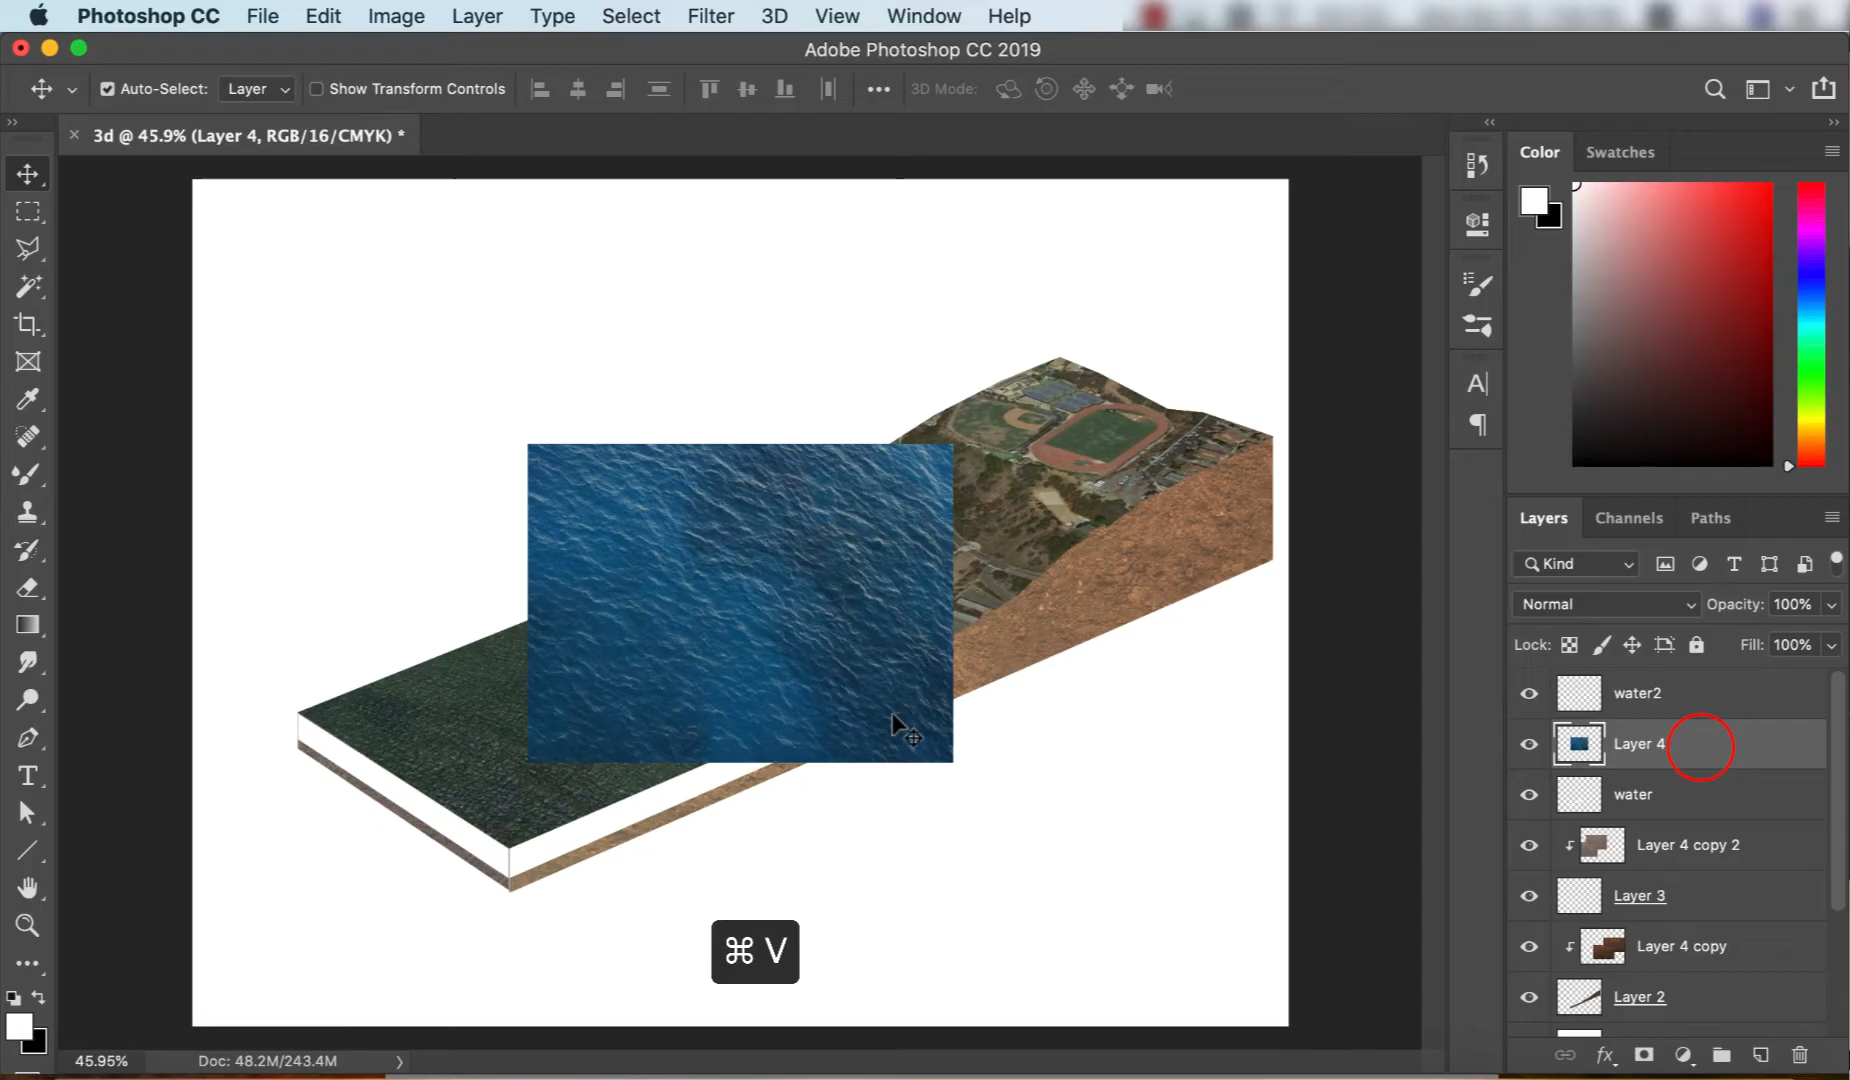 Photoshop CC File Edit Image Layer Type Select Filter 3D View Window Help
Adobe Photoshop CC 2019
Auto-Select: Layer Show Transform Controls 3D Mode:
3d @ 45.9% (Layer 4, RGB/16/CMYK) *
Color Swatches
Layers Channels Paths
Kind
Normal Opacity: 100%
Lock: Fill: 100%
water2
Layer 4
water
Layer 4 copy 2
Layer 3
Layer 4 copy
Layer 2
⌘ V
45.95% Doc: 48.2M/243.4M
fx